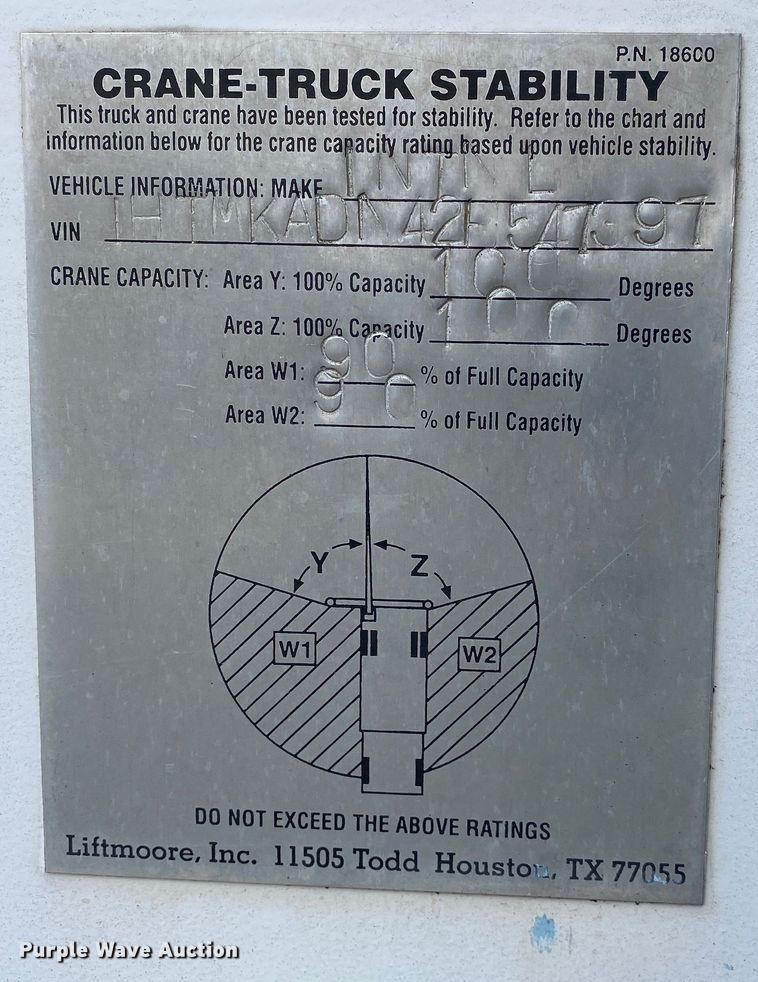 P.N. 18600
CRANE-TRUCK STABILITY
This truck and crane have been tested for stability. Refer to the chart and
information below for the crane capacity rating based upon vehicle stability.
VEHICLE INFORMATION: MAKE
VIN
CRANE CAPACITY: Area Y: 100% Capacity 100 Degrees
Area Z: 100% Capacity 100 Degrees
Area W1: 90 % of Full Capacity
Area W2: 90 % of Full Capacity
Y Z
W1 W2
DO NOT EXCEED THE ABOVE RATINGS
Liftmoore, Inc. 11505 Todd Houston, TX 77055
Purple Wave Auction